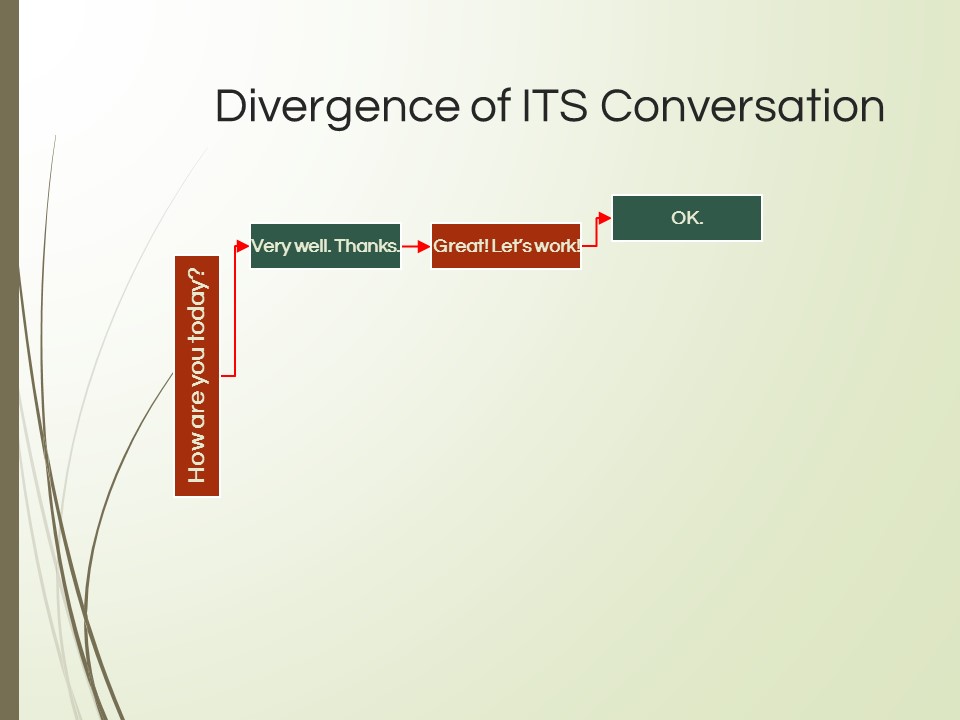 Divergence of ITS Conversation
How are you today?
Very well. Thanks.
Great! Let's work!
OK.